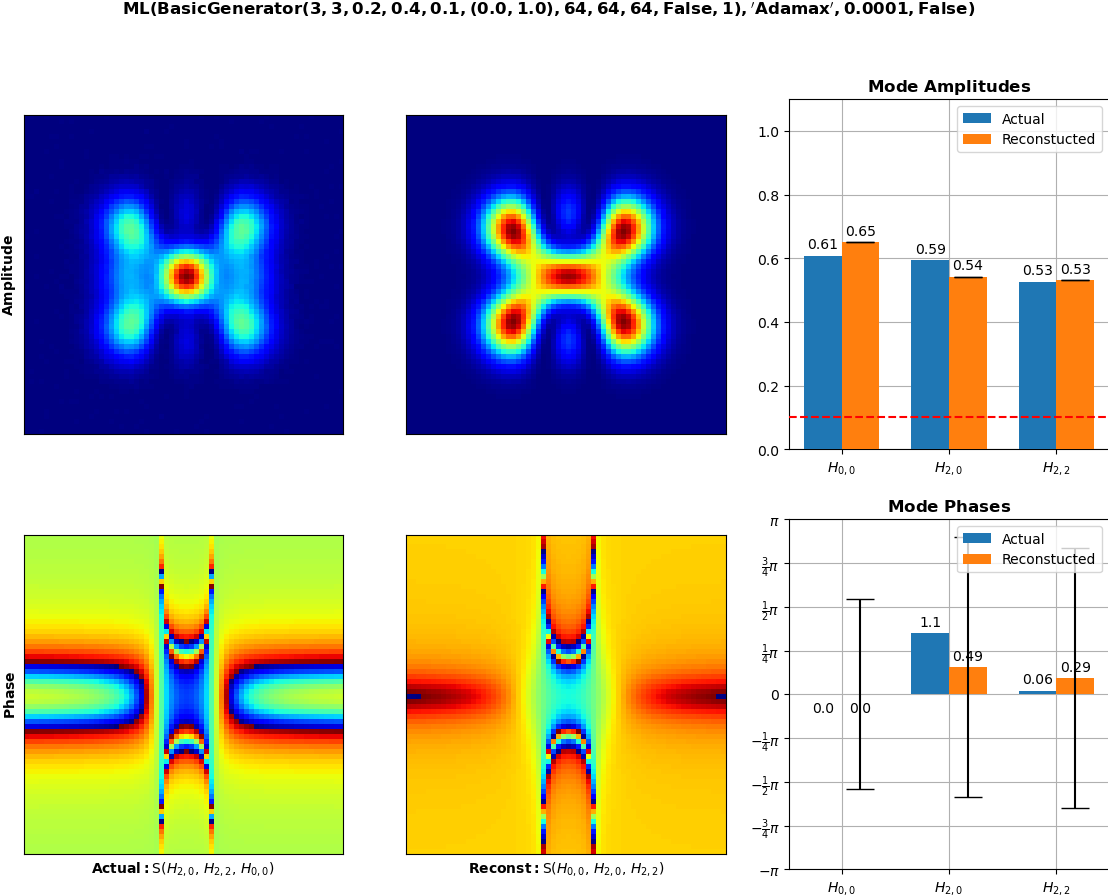 ML(BasicGenerator(3, 3, 0.2, 0.4, 0.1, (0.0, 1.0), 64, 64, 64, False, 1), 'Adamax', 0.0001, False)
Amplitude
Mode Amplitudes
Actual
Reconstucted
1.0
0.8
0.6
0.4
0.2
0.0
0.61
0.65
0.59
0.54
0.53
0.53
H0,0
H2,0
H2,2
Phase
Actual: S(H2,0, H2,2, H0,0)
Reconst: S(H0,0, H2,0, H2,2)
Mode Phases
Actual
Reconstucted
π
3/4π
1/2π
1/4π
0
−1/4π
−1/2π
−3/4π
−π
0.0
0.0
1.1
0.49
0.06
0.29
H0,0
H2,0
H2,2